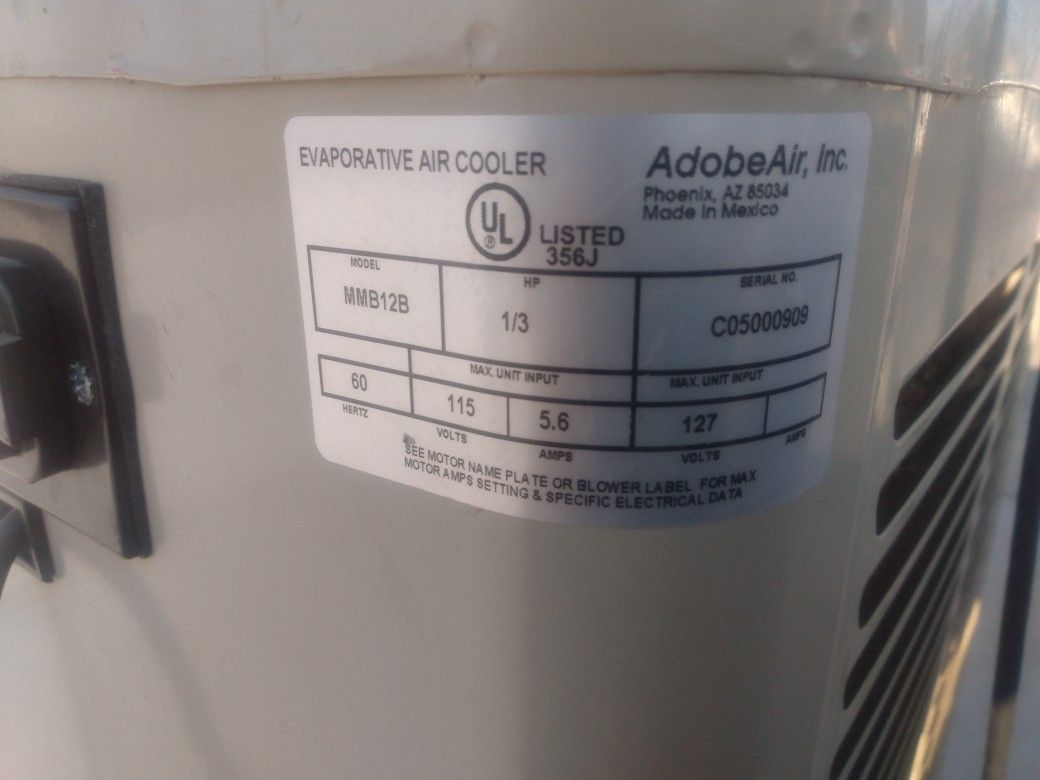 EVAPORATIVE AIR COOLER
AdobeAir, Inc.
Phoenix, AZ 85034
Made in Mexico
UL
LISTED
356J
MODEL
HP
SERIAL NO.
MMB12B
1/3
C05000909
MAX. UNIT INPUT
MAX. UNIT INPUT
60
115
5.6
127
HERTZ
VOLTS
AMPS
VOLTS
AMPS
SEE MOTOR NAME PLATE OR BLOWER LABEL FOR MAX
MOTOR AMPS SETTING & SPECIFIC ELECTRICAL DATA